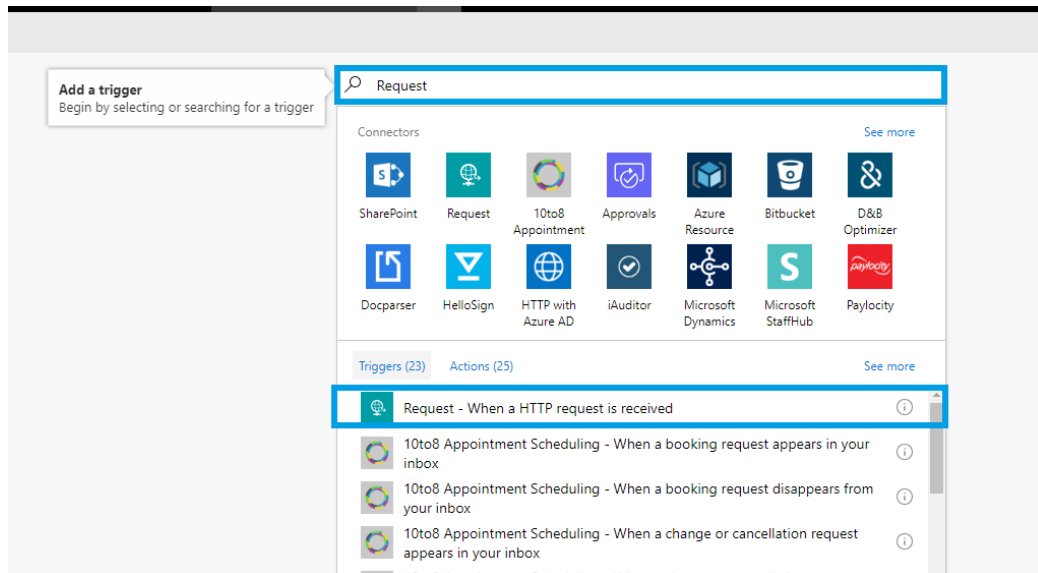 Add a trigger
Begin by selecting or searching for a trigger
Request
Connectors
See more
S
&
S
paylocity
SharePoint
Request
10to8
Appointment
Approvals
Azure
Resource
Bitbucket
D&B
Optimizer
Docparser
HelloSign
HTTP with
Azure AD
iAuditor
Microsoft
Dynamics
Microsoft
StaffHub
Paylocity
Triggers (23)
Actions (25)
See more
Request - When a HTTP request is received
10to8 Appointment Scheduling - When a booking request appears in your
inbox
10to8 Appointment Scheduling - When a booking request disappears from
your inbox
10to8 Appointment Scheduling - When a change or cancellation request
appears in your inbox